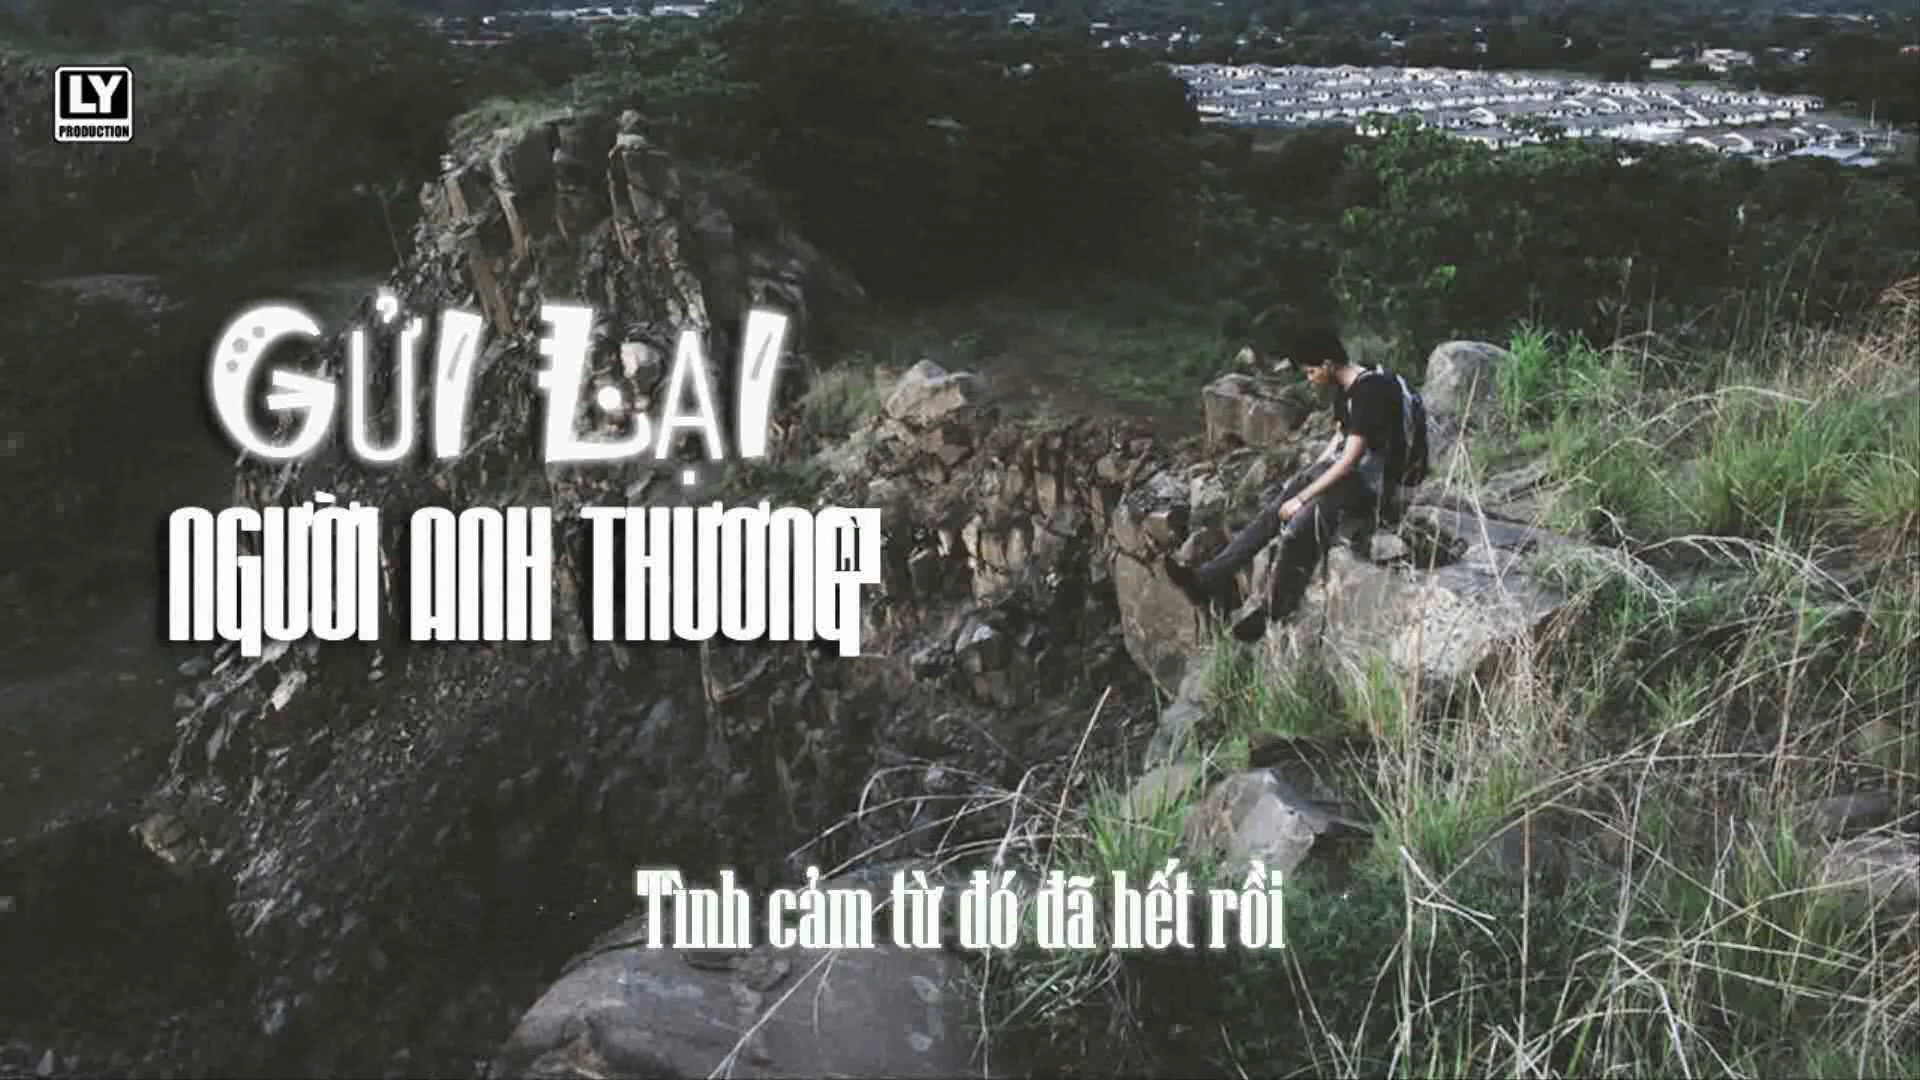 LY
PRODUCTION
GỬI LẠI
NGƯỜI ANH THƯƠNG
Tình cảm từ đó đã hết rồi